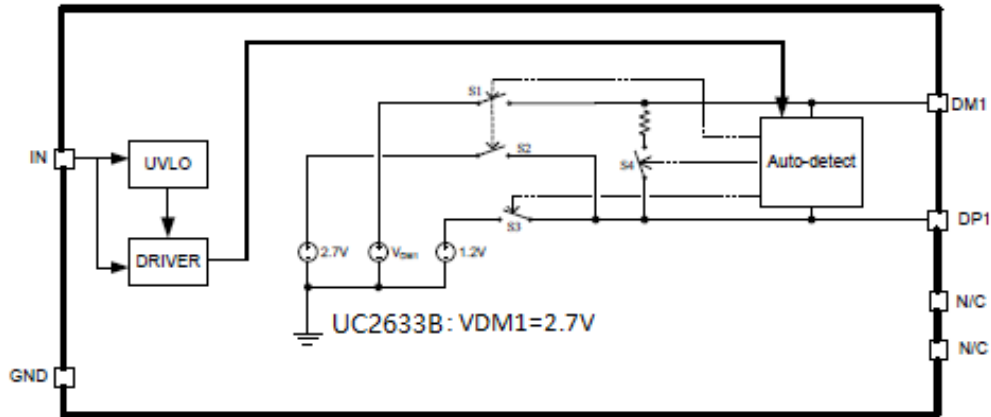 S1
DM1
IN
UVLO
S2
S4
Auto-detect
DP1
S3
DRIVER
2.7V
VDM1
1.2V
N/C
UC2633B: VDM1=2.7V
N/C
GND